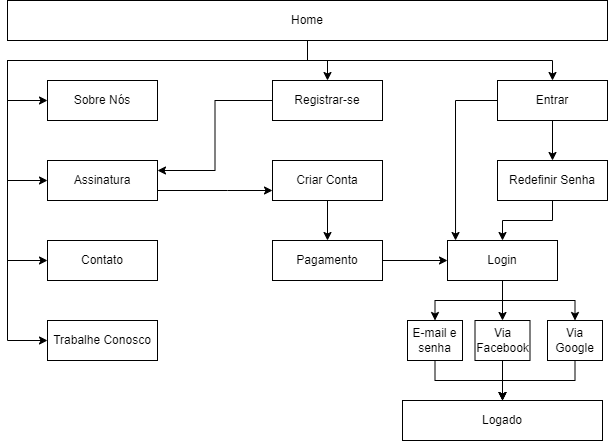 Home
Sobre Nós
Registrar-se
Entrar
Assinatura
Criar Conta
Redefinir Senha
Contato
Pagamento
Login
Trabalhe Conosco
E-mail e
senha
Via
Facebook
Via
Google
Logado